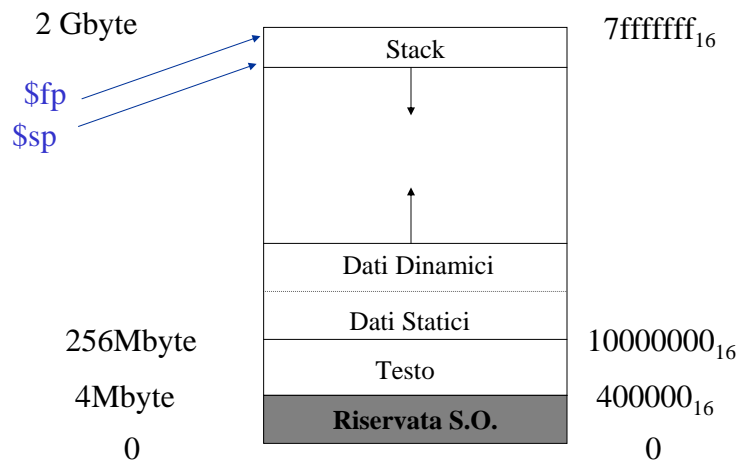 2 Gbyte
7fffffff₁₆
Stack
$fp
$sp
Dati Dinamici
Dati Statici
256Mbyte
10000000₁₆
Testo
4Mbyte
400000₁₆
Riservata S.O.
0
0